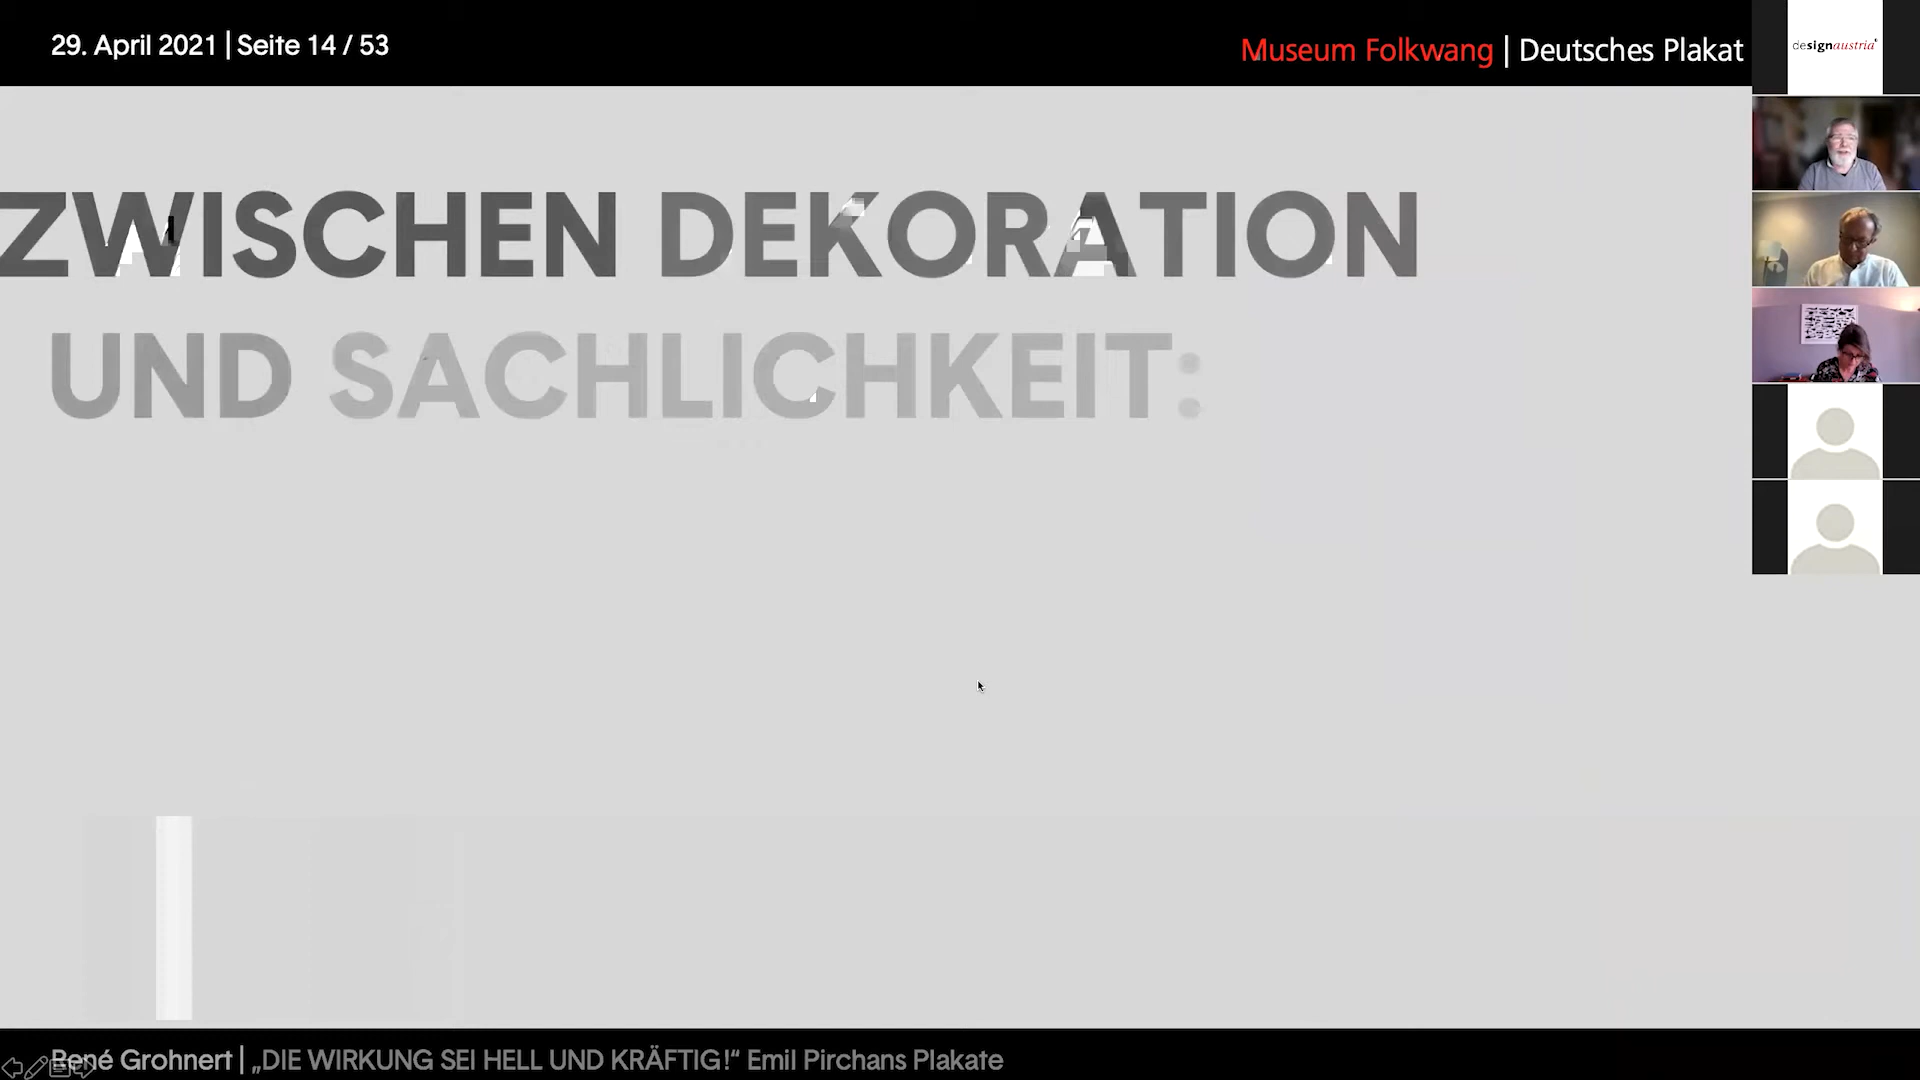 29. April 2021 | Seite 14 / 53
Museum Folkwang | Deutsches Plakat
designaustria
ZWISCHEN DEKORATION
UND SACHLICHKEIT:
René Grohnert | „DIE WIRKUNG SEI HELL UND KRÄFTIG!“ Emil Pirchans Plakate